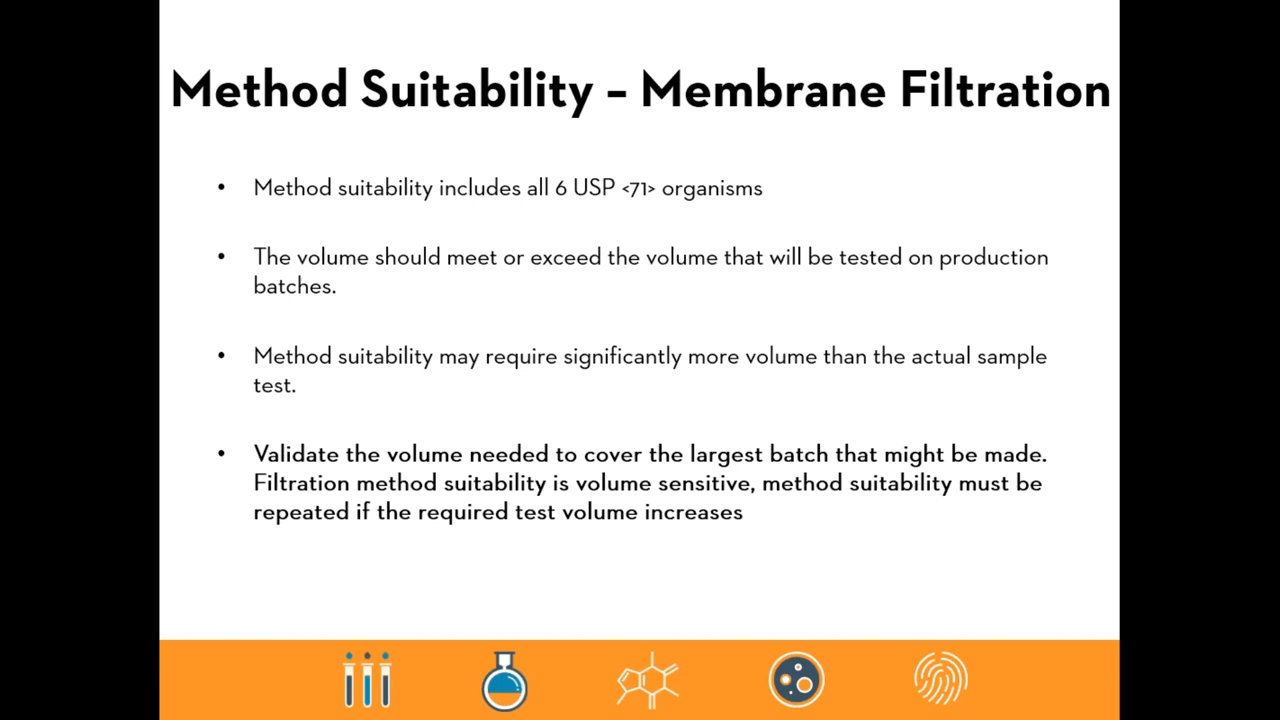 Method Suitability – Membrane Filtration
• Method suitability includes all 6 USP <71> organisms
• The volume should meet or exceed the volume that will be tested on production
batches.
• Method suitability may require significantly more volume than the actual sample
test.
• Validate the volume needed to cover the largest batch that might be made.
Filtration method suitability is volume sensitive, method suitability must be
repeated if the required test volume increases